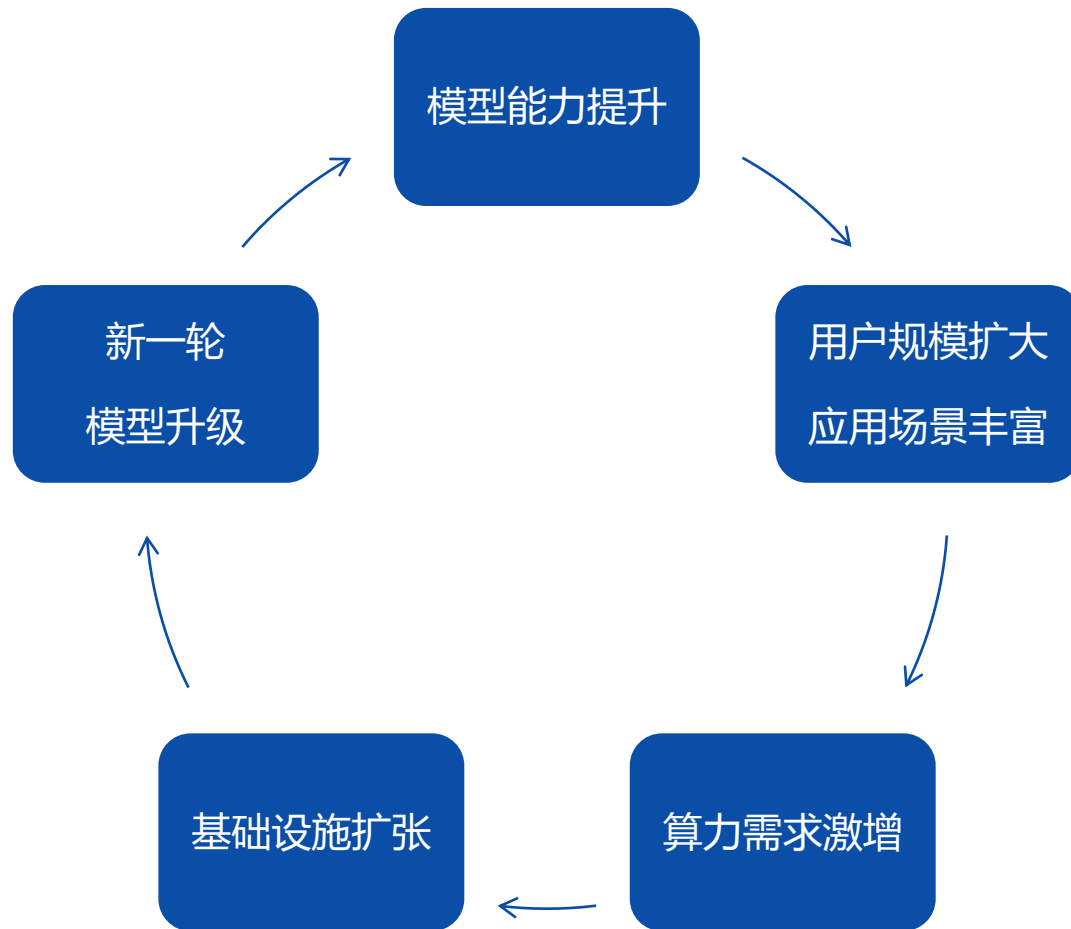 模型能力提升
用户规模扩大
应用场景丰富
算力需求激增
基础设施扩张
新一轮
模型升级